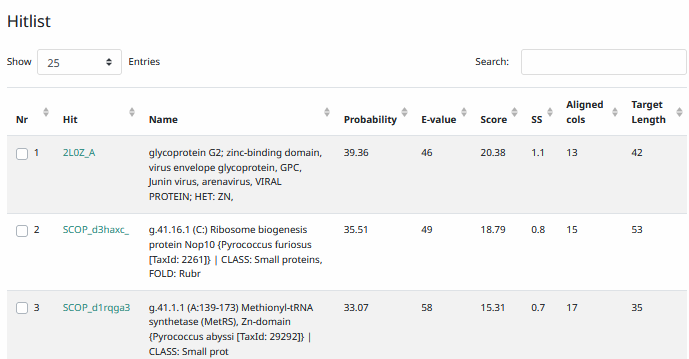 Hitlist
Show 25 Entries Search:
Nr Hit Name Probability E-value Score SS Aligned cols Target Length
1 2L0Z_A glycoprotein G2; zinc-binding domain, 39.36 46 20.38 1.1 13 42
virus envelope glycoprotein, GPC,
Junin virus, arenavirus, VIRAL
PROTEIN; HET: ZN,
2 SCOP_d3haxc_ g.41.16.1 (C:) Ribosome biogenesis 35.51 49 18.79 0.8 15 53
protein Nop10 {Pyrococcus furiosus
[TaxId: 2261]} | CLASS: Small proteins,
FOLD: Rubr
3 SCOP_d1rqga3 g.41.1.1 (A:139-173) Methionyl-tRNA 33.07 58 15.31 0.7 17 35
synthetase (MetRS), Zn-domain
{Pyrococcus abyssi [TaxId: 29292]} |
CLASS: Small prot